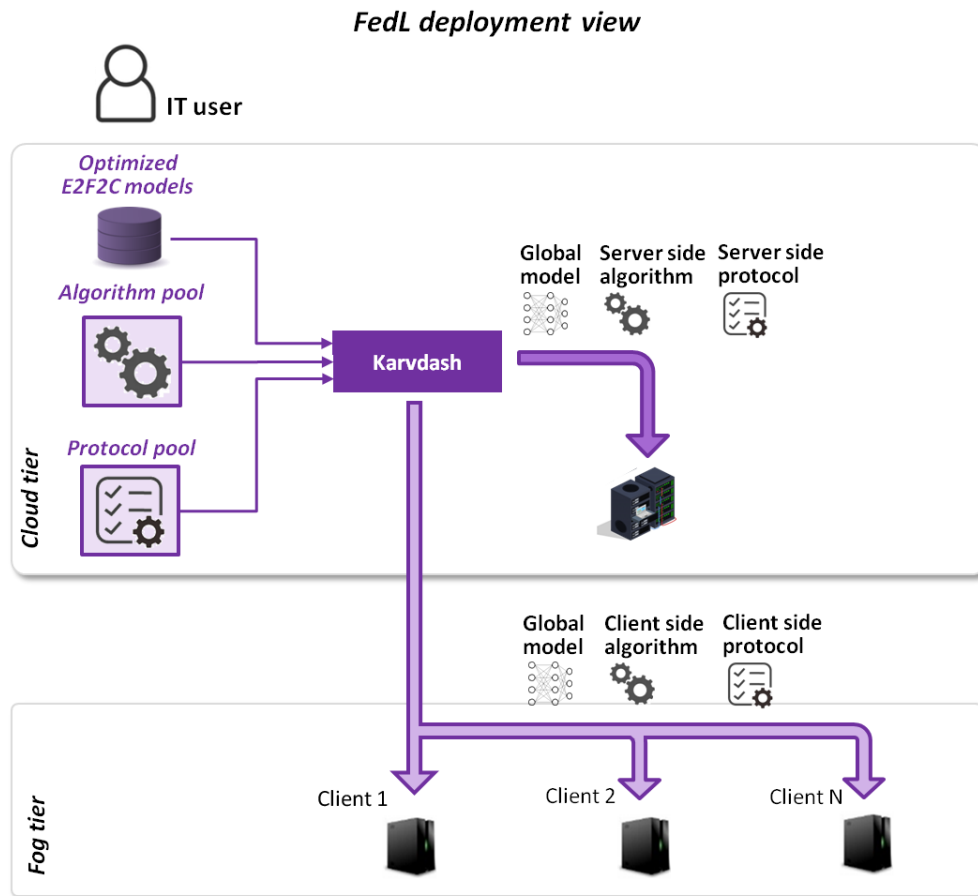 FedL deployment view
IT user
Optimized
E2F2C models
Algorithm pool
Protocol pool
Cloud tier
Karvdash
Global
model
Server side
algorithm
Server side
protocol
Global
model
Client side
algorithm
Client side
protocol
Fog tier
Client 1
Client 2
Client N